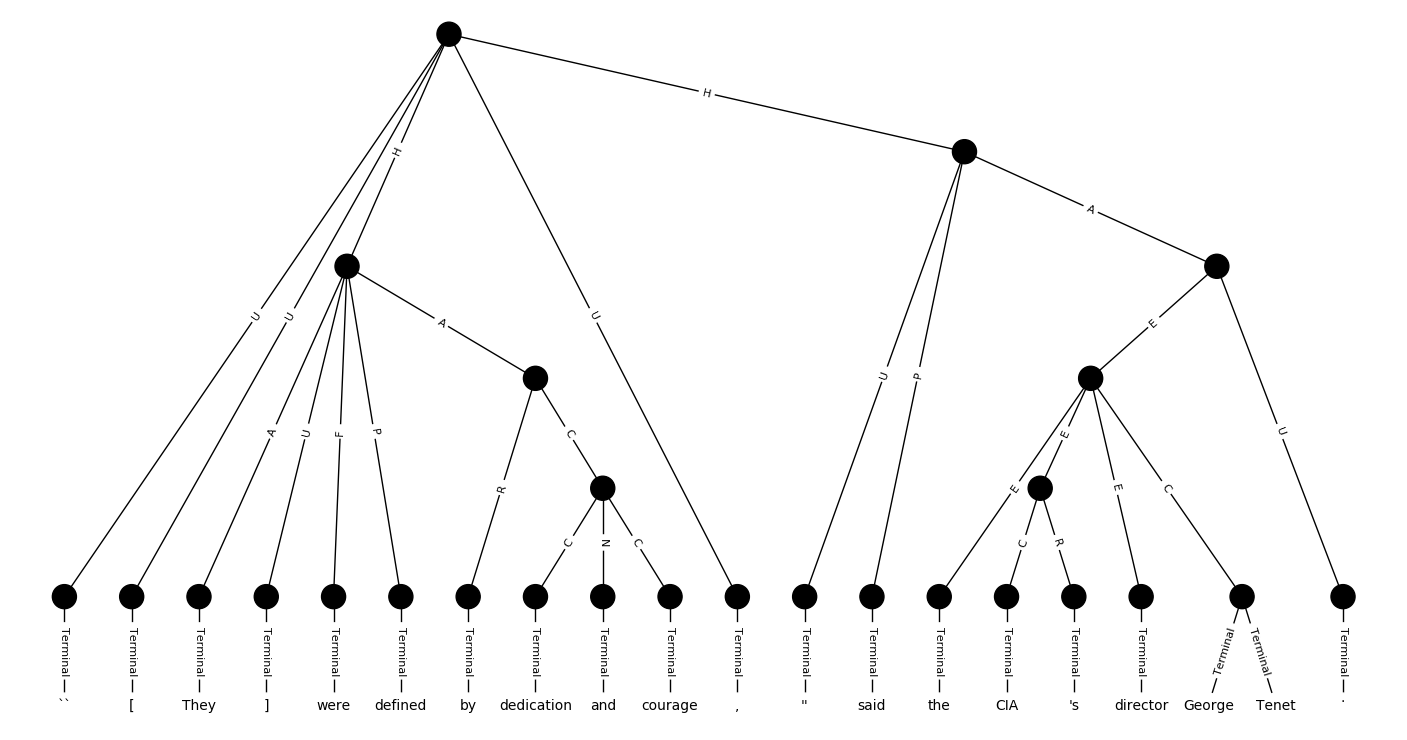 H
H
A
U U A U U P E
A U F P C E E C U
R E
C N C C R
Terminal Terminal Terminal Terminal Terminal Terminal Terminal Terminal Terminal Terminal Terminal Terminal Terminal Terminal Terminal Terminal Terminal Terminal Terminal Terminal
`` [ They ] were defined by dedication and courage , " said the CIA 's director George Tenet .